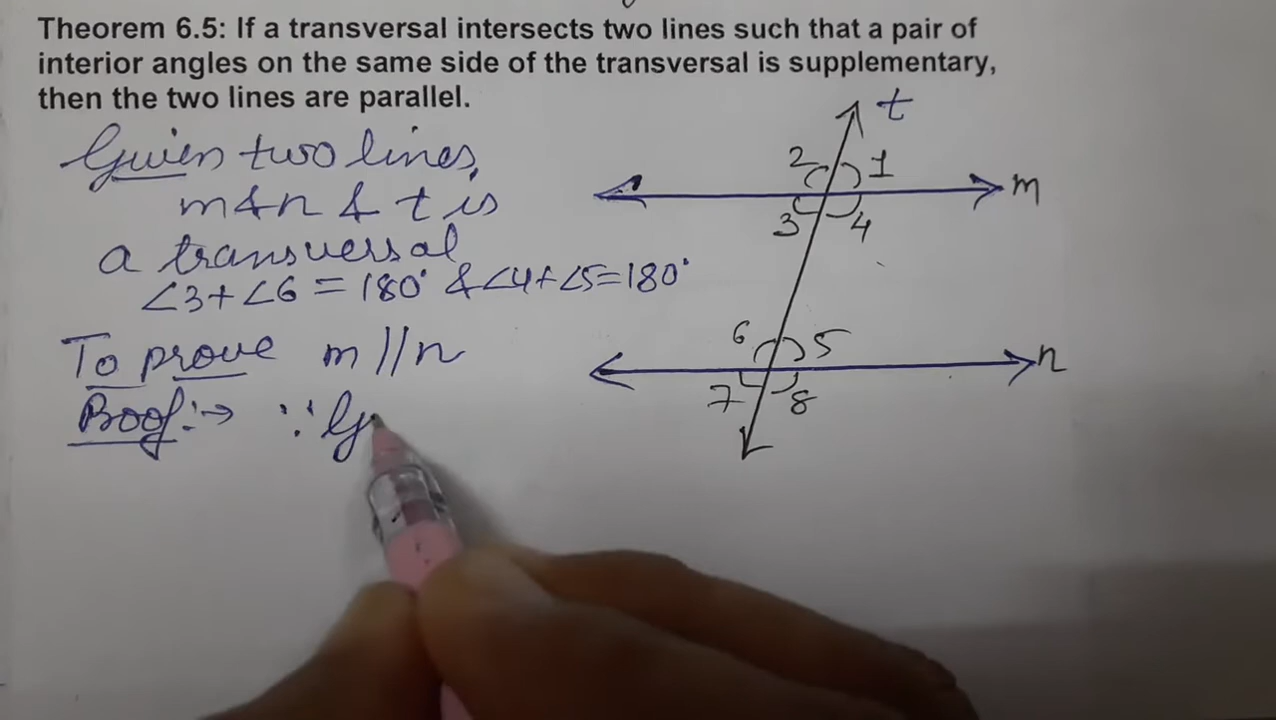 Theorem 6.5: If a transversal intersects two lines such that a pair of
interior angles on the same side of the transversal is supplementary,
then the two lines are parallel.
Given two lines,
m & n & t is
a transversal
∠3+∠6 = 180° & ∠4+∠5=180°
To prove m // n
Proof :→ ∵ Gi
t
2 1
m
3 4
6 5
n
7 8